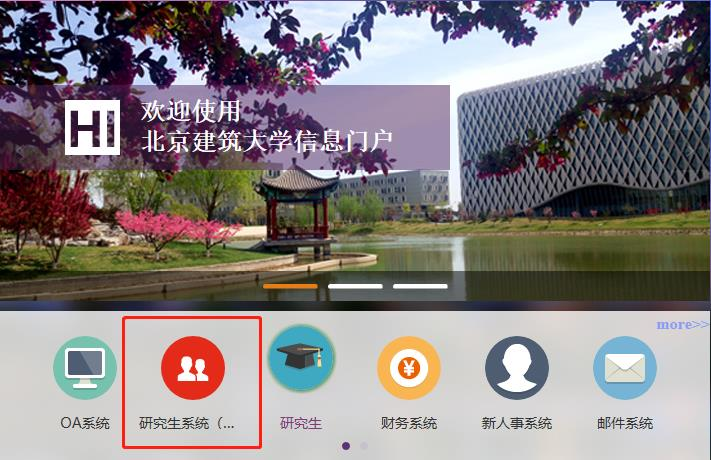 HI
欢迎使用
北京建筑大学信息门户
more>>
¥
OA系统
研究生系统（...
研究生
财务系统
新人事系统
邮件系统